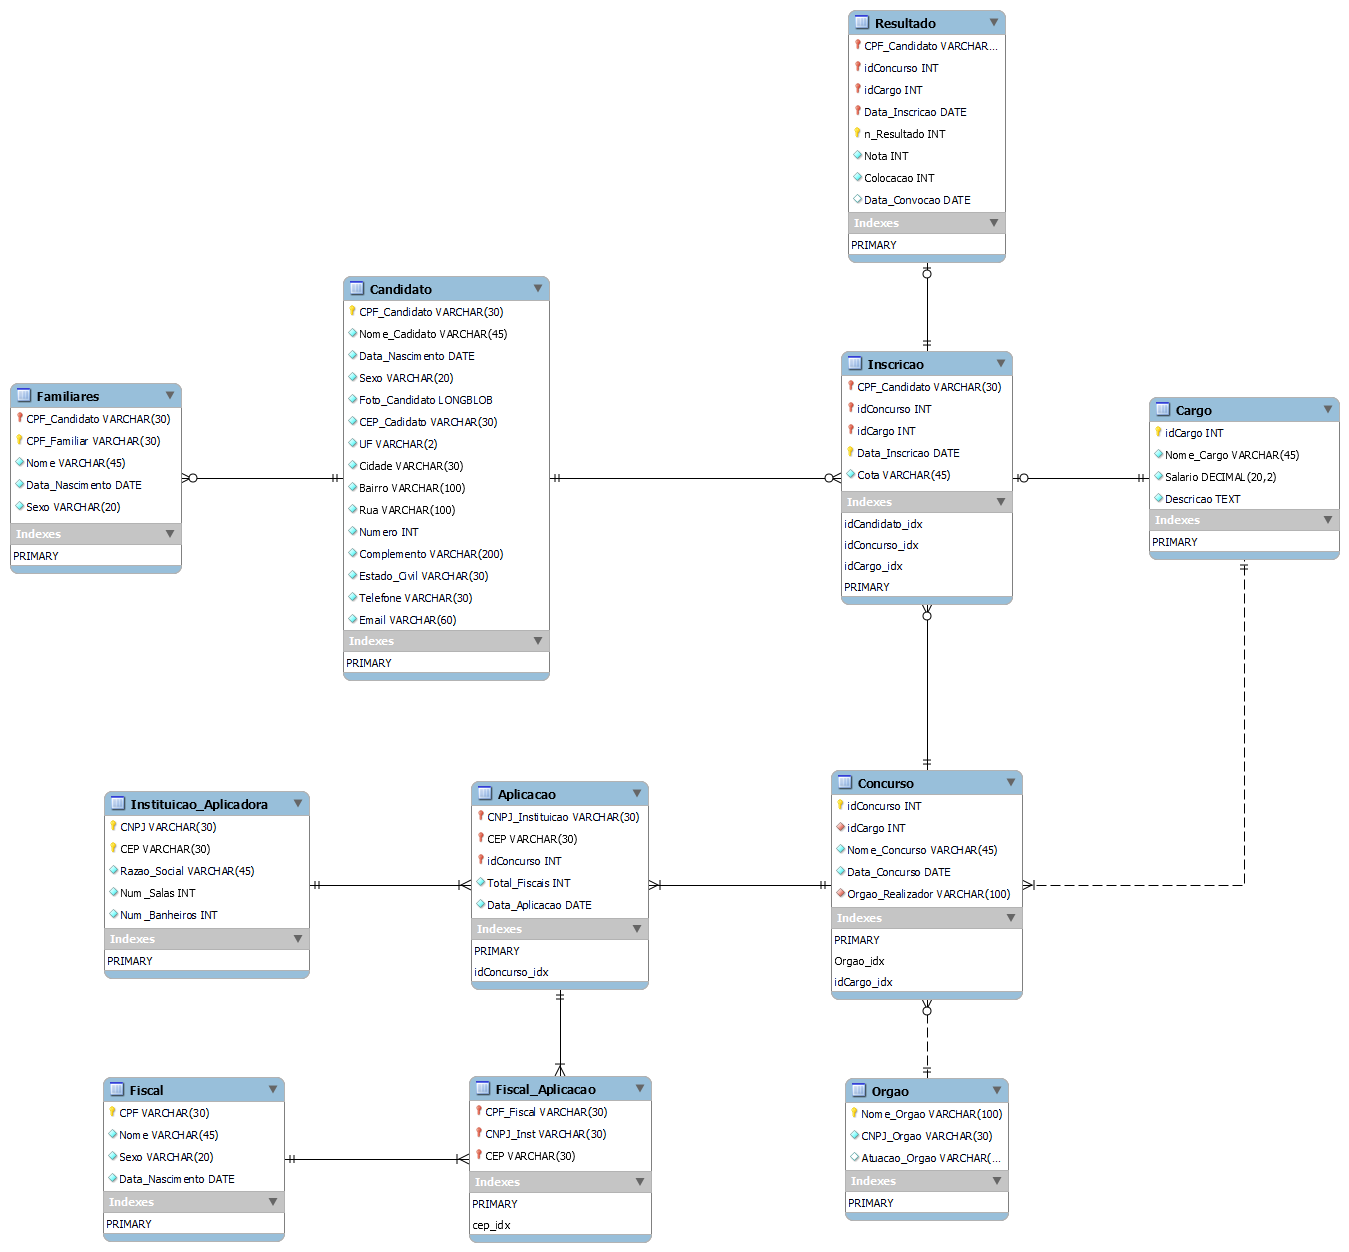 Resultado
CPF_Candidato VARCHAR...
idConcurso INT
idCargo INT
Data_Inscricao DATE
n_Resultado INT
Nota INT
Colocacao INT
Data_Convocao DATE
Indexes
PRIMARY
Candidato
CPF_Candidato VARCHAR(30)
Nome_Cadidato VARCHAR(45)
Data_Nascimento DATE
Sexo VARCHAR(20)
Foto_Candidato LONGBLOB
CEP_Cadidato VARCHAR(30)
UF VARCHAR(2)
Cidade VARCHAR(30)
Bairro VARCHAR(100)
Rua VARCHAR(100)
Numero INT
Complemento VARCHAR(200)
Estado_Civil VARCHAR(30)
Telefone VARCHAR(30)
Email VARCHAR(60)
Indexes
PRIMARY
Familiares
CPF_Candidato VARCHAR(30)
CPF_Familiar VARCHAR(30)
Nome VARCHAR(45)
Data_Nascimento DATE
Sexo VARCHAR(20)
Indexes
PRIMARY
Inscricao
CPF_Candidato VARCHAR(30)
idConcurso INT
idCargo INT
Data_Inscricao DATE
Cota VARCHAR(45)
Indexes
idCandidato_idx
idConcurso_idx
idCargo_idx
PRIMARY
Cargo
idCargo INT
Nome_Cargo VARCHAR(45)
Salario DECIMAL(20,2)
Descricao TEXT
Indexes
PRIMARY
Instituicao_Aplicadora
CNPJ VARCHAR(30)
CEP VARCHAR(30)
Razao_Social VARCHAR(45)
Num_Salas INT
Num_Banheiros INT
Indexes
PRIMARY
Aplicacao
CNPJ_Instituicao VARCHAR(30)
CEP VARCHAR(30)
idConcurso INT
Total_Fiscais INT
Data_Aplicacao DATE
Indexes
PRIMARY
idConcurso_idx
Concurso
idConcurso INT
idCargo INT
Nome_Concurso VARCHAR(45)
Data_Concurso DATE
Orgao_Realizador VARCHAR(100)
Indexes
PRIMARY
Orgao_idx
idCargo_idx
Fiscal
CPF VARCHAR(30)
Nome VARCHAR(45)
Sexo VARCHAR(20)
Data_Nascimento DATE
Indexes
PRIMARY
Fiscal_Aplicacao
CPF_Fiscal VARCHAR(30)
CNPJ_Inst VARCHAR(30)
CEP VARCHAR(30)
Indexes
PRIMARY
cep_idx
Orgao
Nome_Orgao VARCHAR(100)
CNPJ_Orgao VARCHAR(30)
Atuacao_Orgao VARCHAR(...
Indexes
PRIMARY